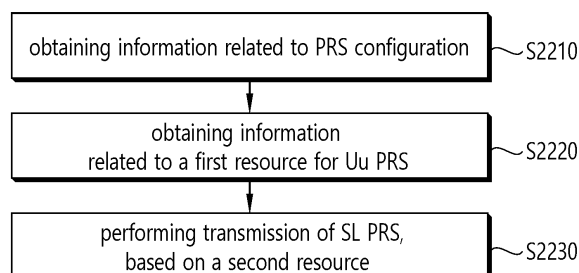 obtaining information related to PRS configuration
S2210
obtaining information
related to a first resource for Uu PRS
S2220
performing transmission of SL PRS,
based on a second resource
S2230